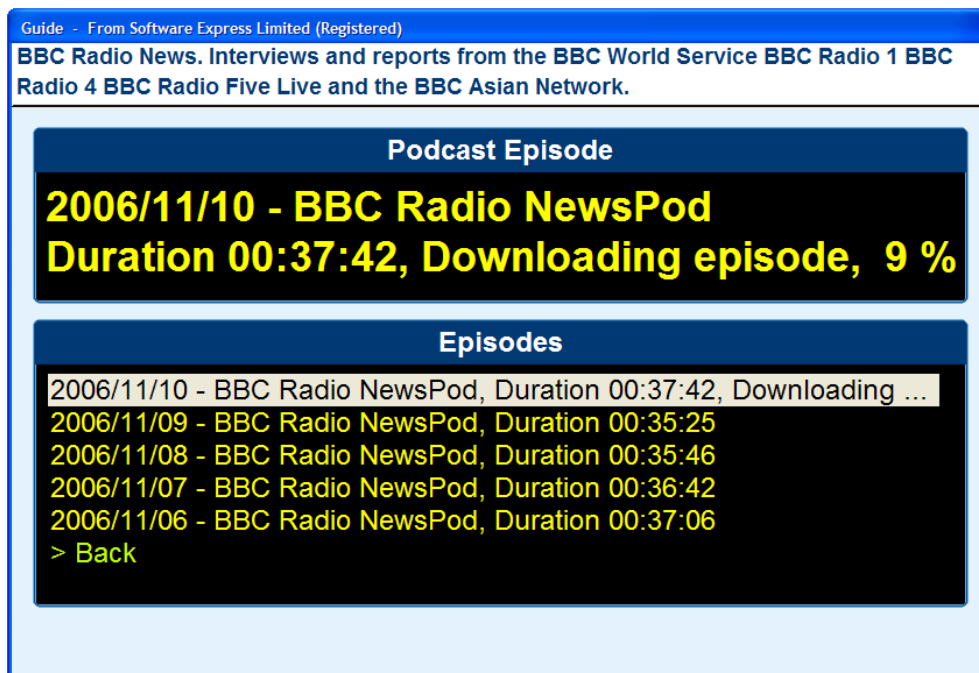 Guide - From Software Express Limited (Registered)
BBC Radio News. Interviews and reports from the BBC World Service BBC Radio 1 BBC
Radio 4 BBC Radio Five Live and the BBC Asian Network.
Podcast Episode
2006/11/10 - BBC Radio NewsPod
Duration 00:37:42, Downloading episode,  9 %
Episodes
2006/11/10 - BBC Radio NewsPod, Duration 00:37:42, Downloading ...
2006/11/09 - BBC Radio NewsPod, Duration 00:35:25
2006/11/08 - BBC Radio NewsPod, Duration 00:35:46
2006/11/07 - BBC Radio NewsPod, Duration 00:36:42
2006/11/06 - BBC Radio NewsPod, Duration 00:37:06
> Back